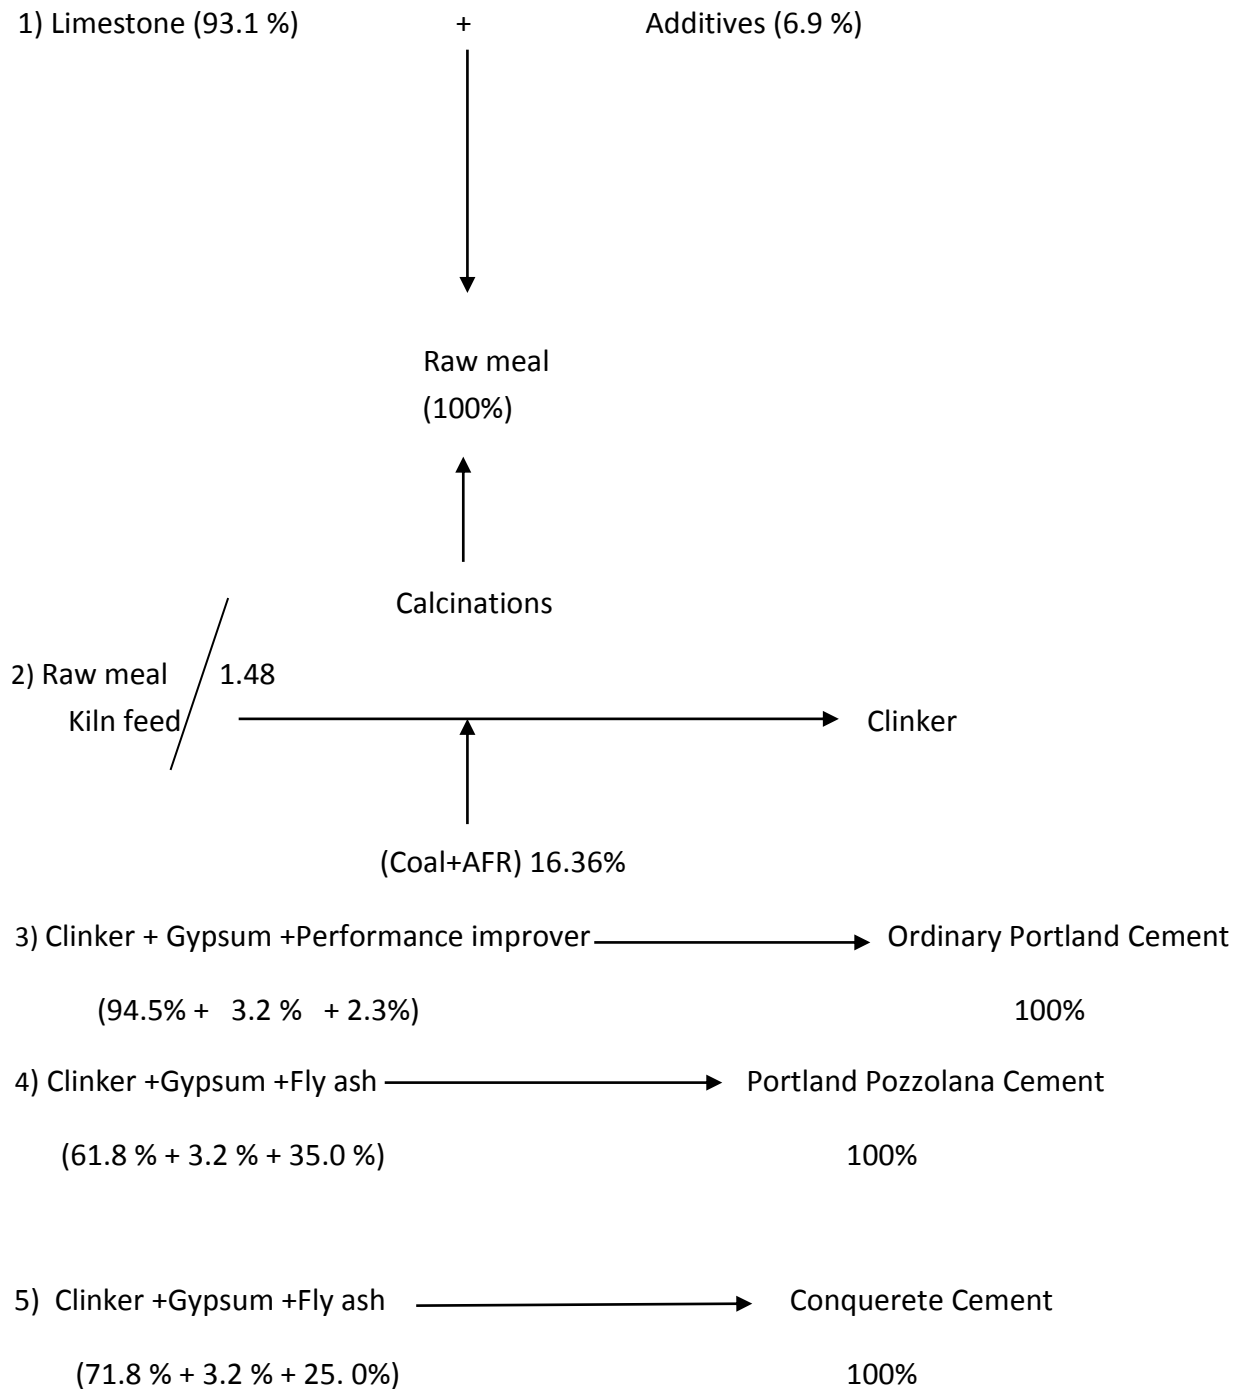 1) Limestone (93.1 %) + Additives (6.9 %)
Raw meal
(100%)
Calcinations
2) Raw meal 1.48
Kiln feed Clinker
(Coal+AFR) 16.36%
3) Clinker + Gypsum +Performance improver Ordinary Portland Cement
(94.5% + 3.2 % + 2.3%) 100%
4) Clinker +Gypsum +Fly ash Portland Pozzolana Cement
(61.8 % + 3.2 % + 35.0 %) 100%
5) Clinker +Gypsum +Fly ash Conquerete Cement
(71.8 % + 3.2 % + 25. 0%) 100%